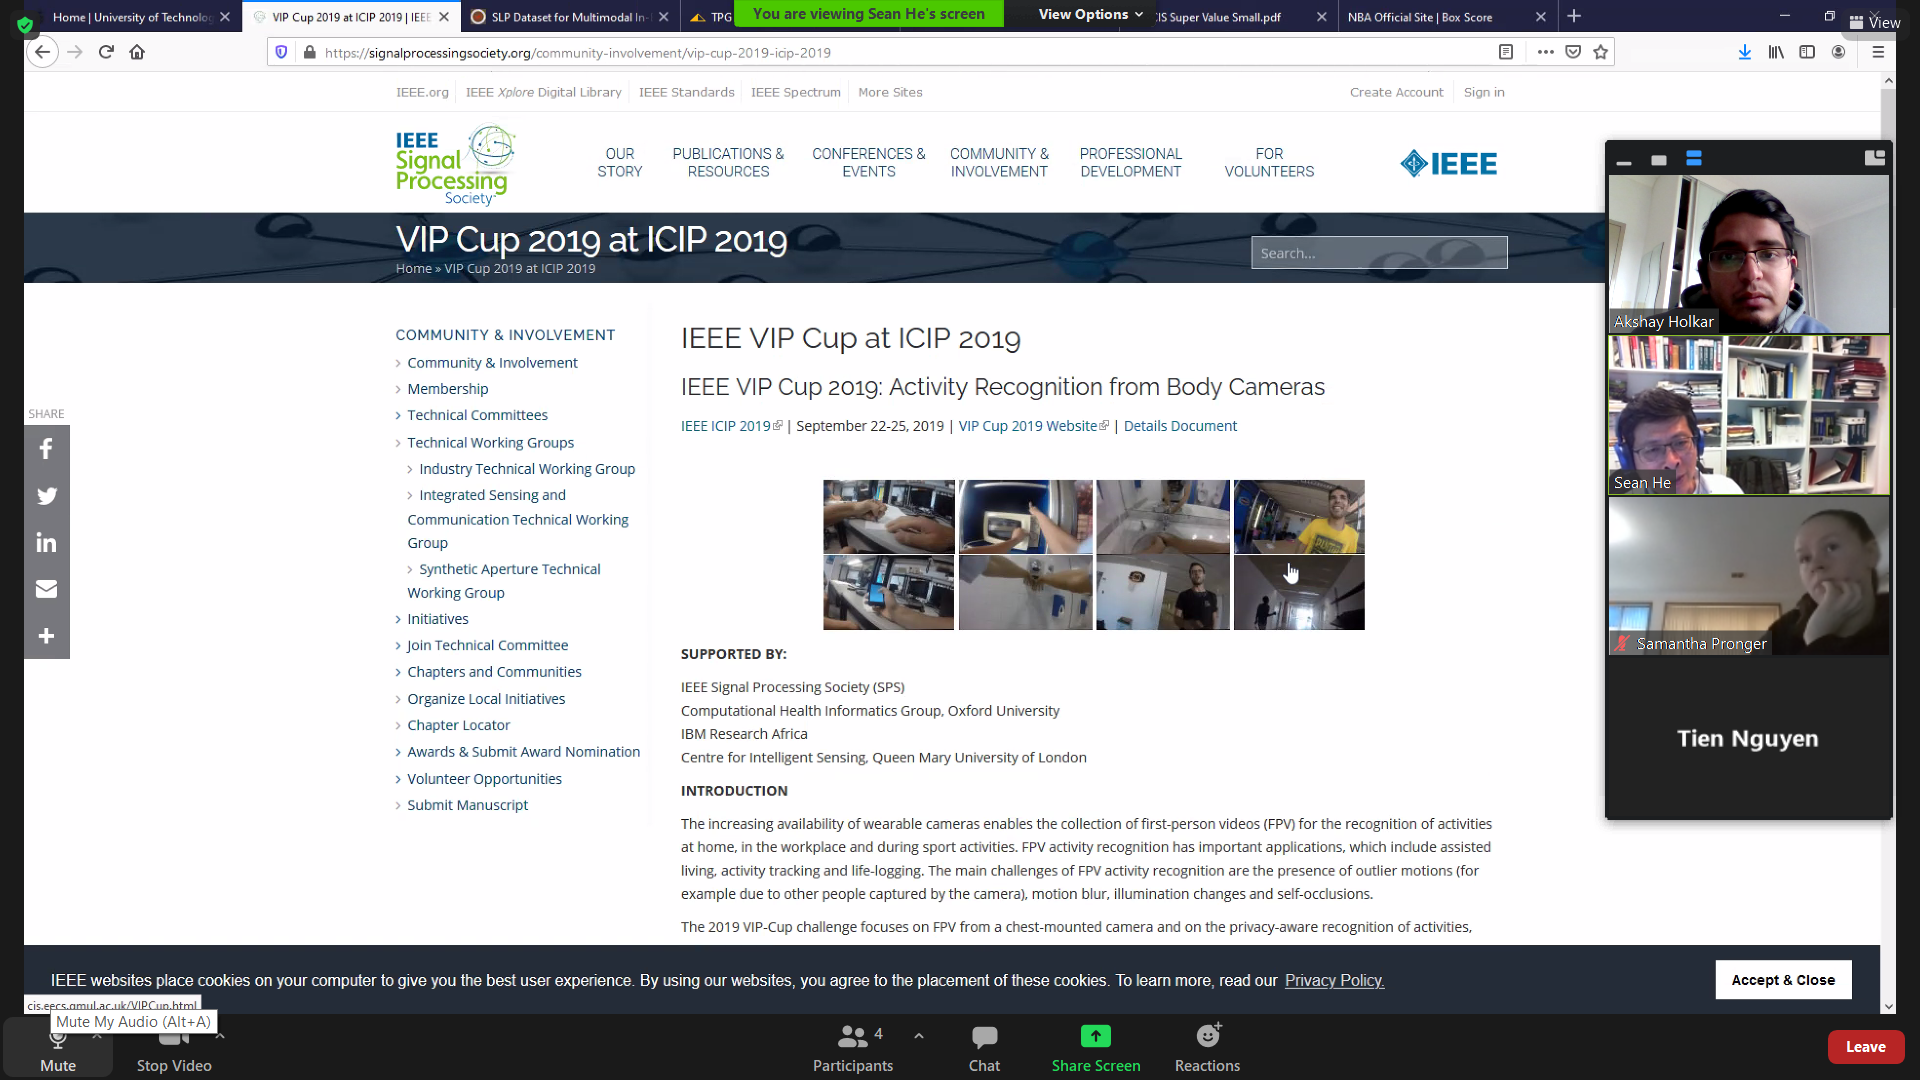 Home | University of Technolog
VIP Cup 2019 at ICIP 2019 | IEEE
SLP Dataset for Multimodal In-
TPG
You are viewing Sean He's screen
View Options
CIS Super Value Small.pdf
NBA Official Site | Box Score
View
https://signalprocessingsociety.org/community-involvement/vip-cup-2019-icip-2019
IEEE.org
IEEE Xplore Digital Library
IEEE Standards
IEEE Spectrum
More Sites
Create Account
Sign in
IEEE
Signal
Processing
Society
OUR
STORY
PUBLICATIONS &
RESOURCES
CONFERENCES &
EVENTS
COMMUNITY &
INVOLVEMENT
PROFESSIONAL
DEVELOPMENT
FOR
VOLUNTEERS
IEEE
VIP Cup 2019 at ICIP 2019
Home » VIP Cup 2019 at ICIP 2019
Search...
SHARE
COMMUNITY & INVOLVEMENT
Community & Involvement
Membership
Technical Committees
Technical Working Groups
Industry Technical Working Group
Integrated Sensing and
Communication Technical Working
Group
Synthetic Aperture Technical
Working Group
Initiatives
Join Technical Committee
Chapters and Communities
Organize Local Initiatives
Chapter Locator
Awards & Submit Award Nomination
Volunteer Opportunities
Submit Manuscript
IEEE VIP Cup at ICIP 2019
IEEE VIP Cup 2019: Activity Recognition from Body Cameras
IEEE ICIP 2019 | September 22-25, 2019 | VIP Cup 2019 Website | Details Document
SUPPORTED BY:
IEEE Signal Processing Society (SPS)
Computational Health Informatics Group, Oxford University
IBM Research Africa
Centre for Intelligent Sensing, Queen Mary University of London
INTRODUCTION
The increasing availability of wearable cameras enables the collection of first-person videos (FPV) for the recognition of activities
at home, in the workplace and during sport activities. FPV activity recognition has important applications, which include assisted
living, activity tracking and life-logging. The main challenges of FPV activity recognition are the presence of outlier motions (for
example due to other people captured by the camera), motion blur, illumination changes and self-occlusions.
The 2019 VIP-Cup challenge focuses on FPV from a chest-mounted camera and on the privacy-aware recognition of activities,
Akshay Holkar
Sean He
Samantha Pronger
Tien Nguyen
IEEE websites place cookies on your computer to give you the best user experience. By using our websites, you agree to the placement of these cookies. To learn more, read our Privacy Policy.
Accept & Close
cis.eecs.qmul.ac.uk/VIPCup.html
Mute My Audio (Alt+A)
Mute
Stop Video
Participants
4
Chat
Share Screen
Reactions
Leave